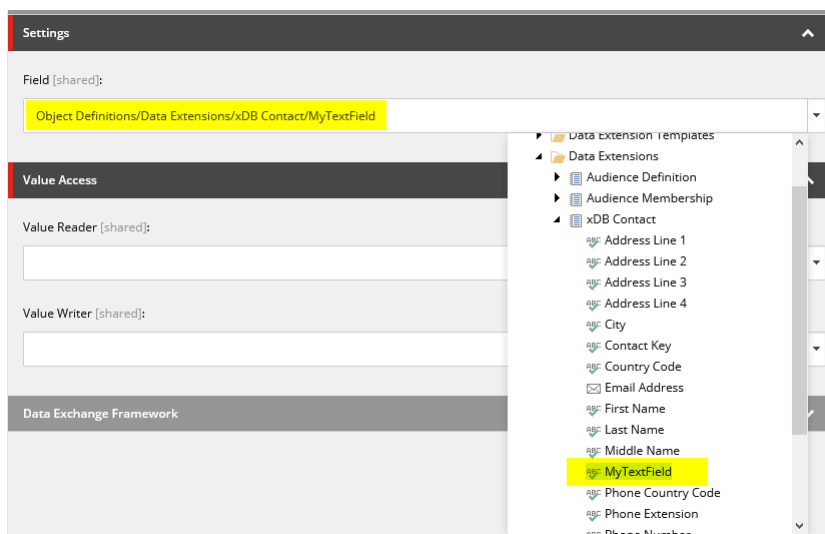 Settings
Field [shared]:
Object Definitions/Data Extensions/xDB Contact/MyTextField
Data Extension Templates
Data Extensions
Value Access
Audience Definition
Audience Membership
xDB Contact
Value Reader [shared]:
Address Line 1
Address Line 2
Address Line 3
Address Line 4
Value Writer [shared]:
City
Contact Key
Country Code
Email Address
Data Exchange Framework
First Name
Last Name
Middle Name
MyTextField
Phone Country Code
Phone Extension
Phone Number